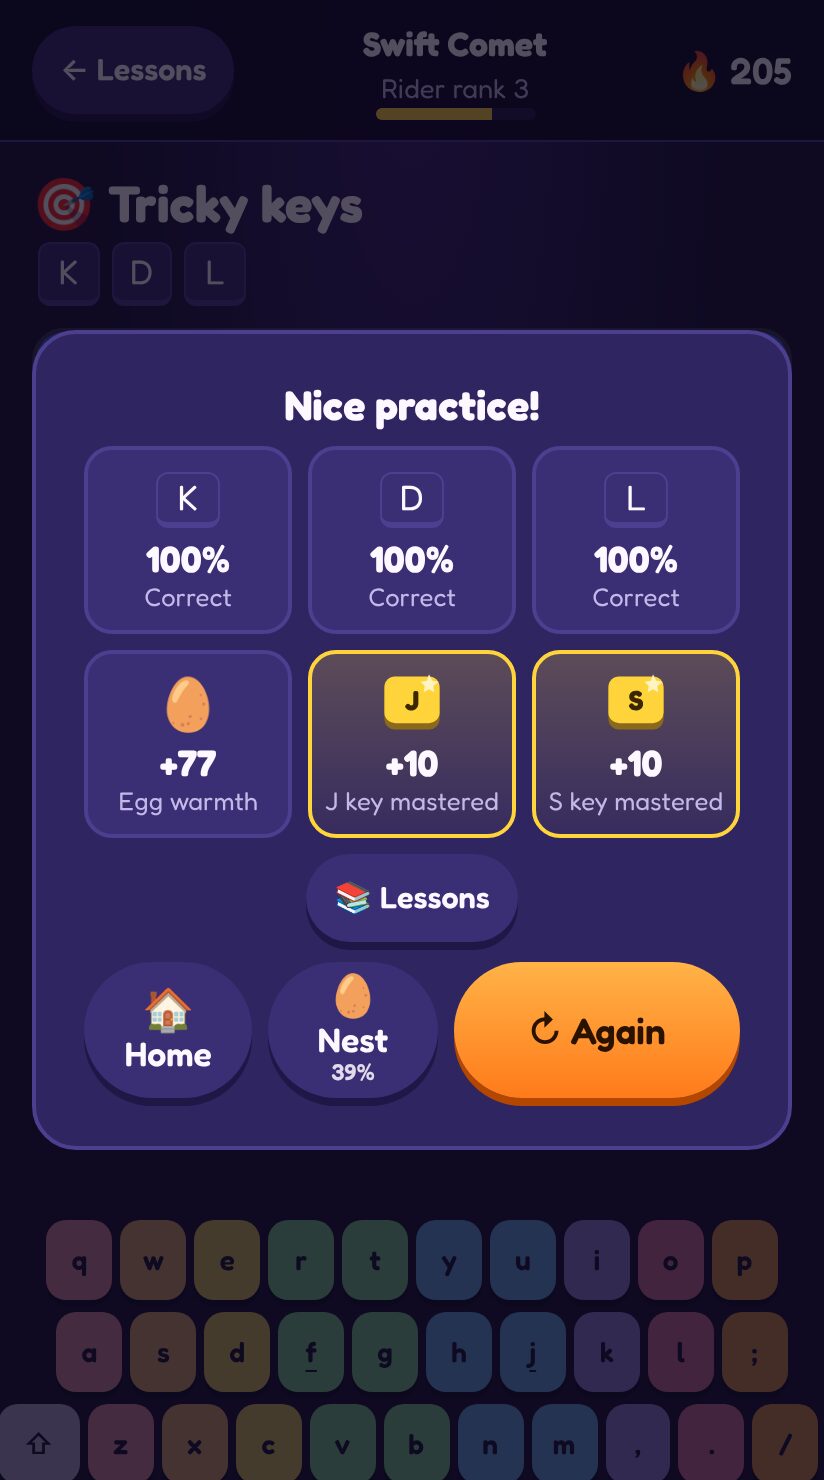 ← Lessons
Swift Comet
Rider rank 3
205
Tricky keys
K D L
Nice practice!
K D L
100% 100% 100%
Correct Correct Correct
J S
+77 +10 +10
Egg warmth J key mastered S key mastered
Lessons
Home
Nest
39%
↻ Again
q w e r t y u i o p
a s d f g h j k l ;
⇧ z x c v b n m , . /